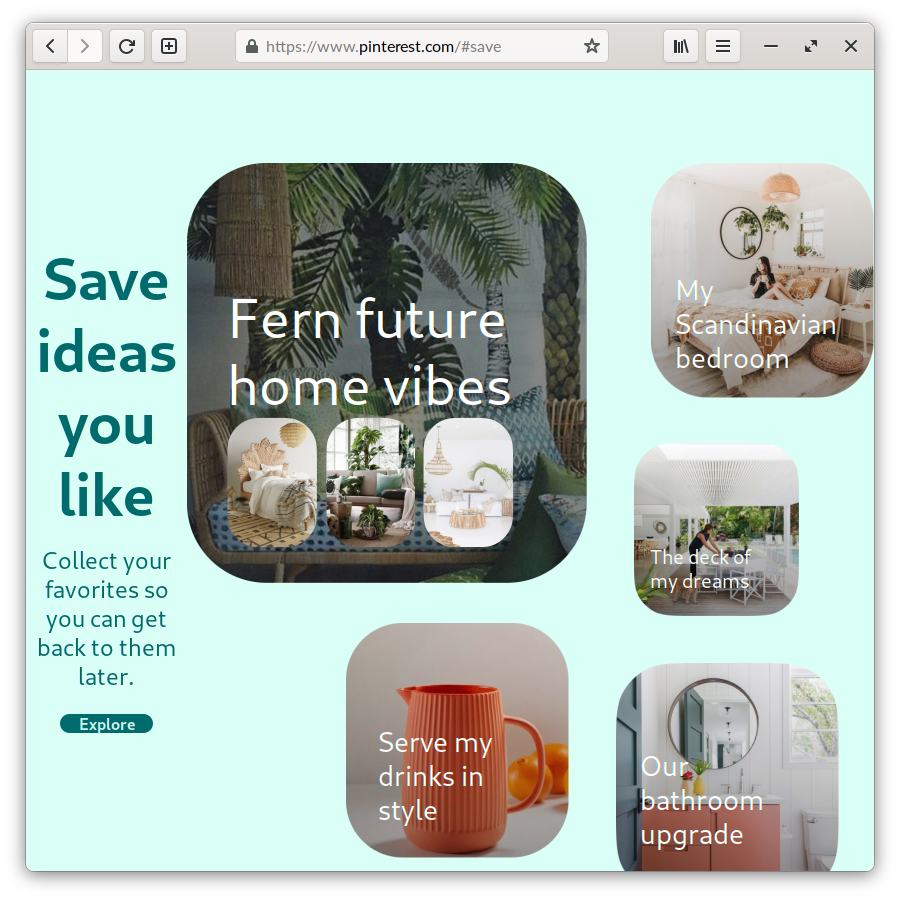 https://www.pinterest.com/#save
Save
ideas
you
like
Collect your
favorites so
you can get
back to them
later.
Explore
Fern future
home vibes
My
Scandinavian
bedroom
The deck of
my dreams
Serve my
drinks in
style
Our
bathroom
upgrade